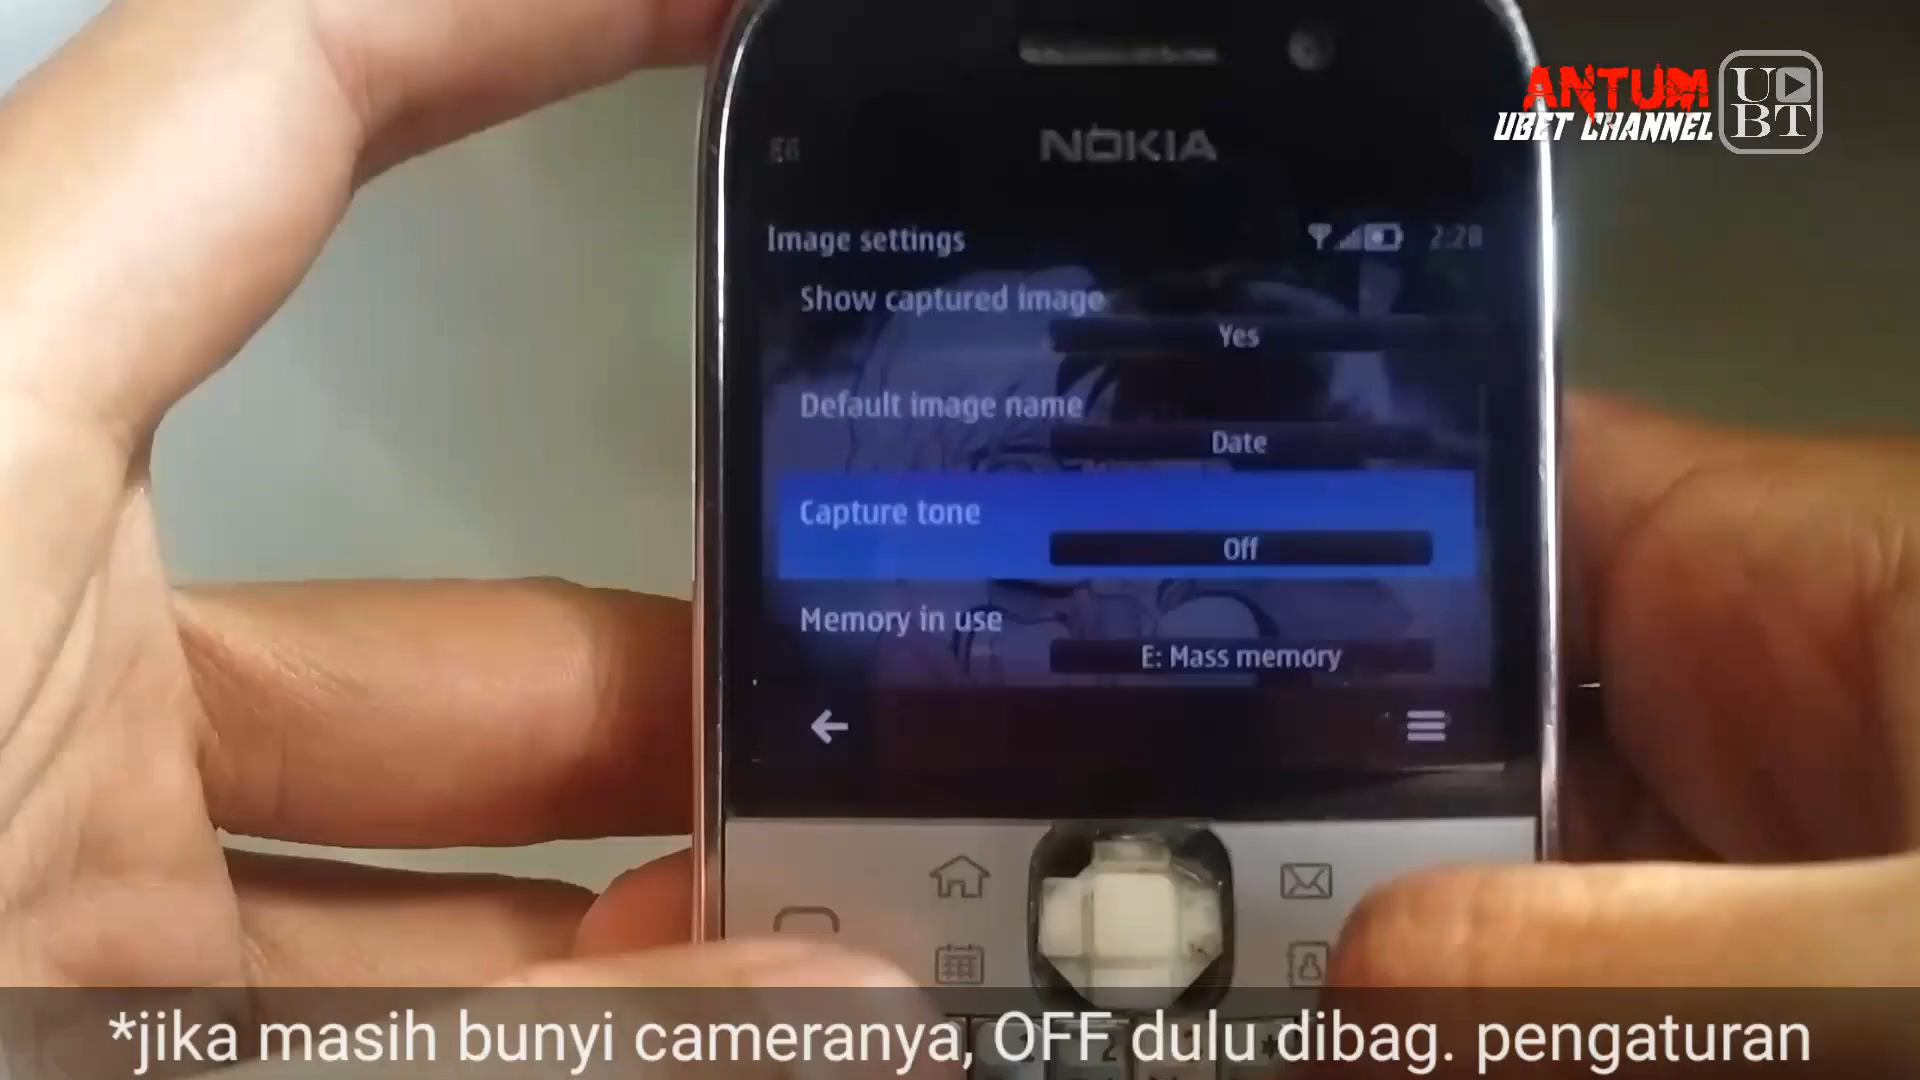 ANTUM
UBET CHANNEL
U
BT
E6
NOKIA
Image settings
2:28
Show captured image
Yes
Default image name
Date
Capture tone
Off
Memory in use
E: Mass memory
*jika masih bunyi cameranya, OFF dulu dibag. pengaturan